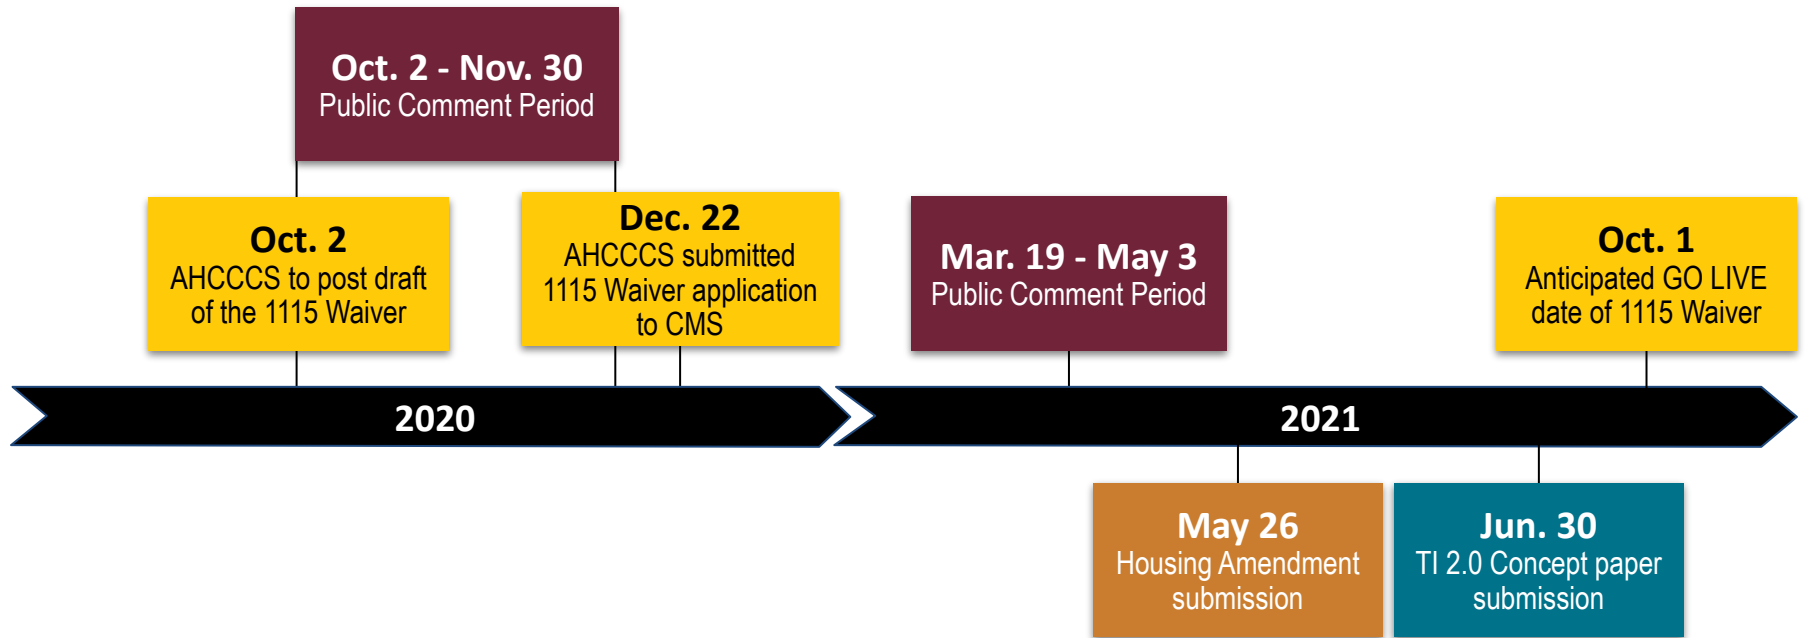 Oct. 2 - Nov. 30
Public Comment Period
Oct. 2
AHCCCS to post draft
of the 1115 Waiver
Dec. 22
AHCCCS submitted
1115 Waiver application
to CMS
Mar. 19 - May 3
Public Comment Period
Oct. 1
Anticipated GO LIVE
date of 1115 Waiver
2020
2021
May 26
Housing Amendment
submission
Jun. 30
TI 2.0 Concept paper
submission